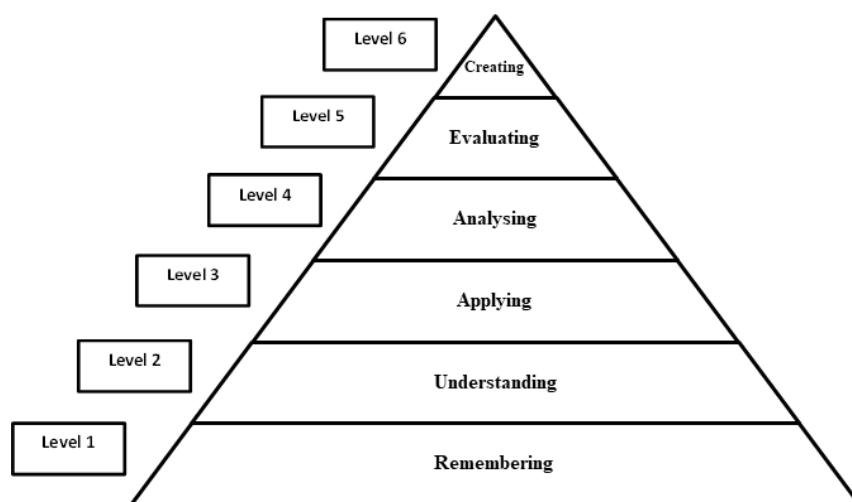 Level 6
Creating
Level 5
Evaluating
Level 4
Analysing
Level 3
Applying
Level 2
Understanding
Level 1
Remembering